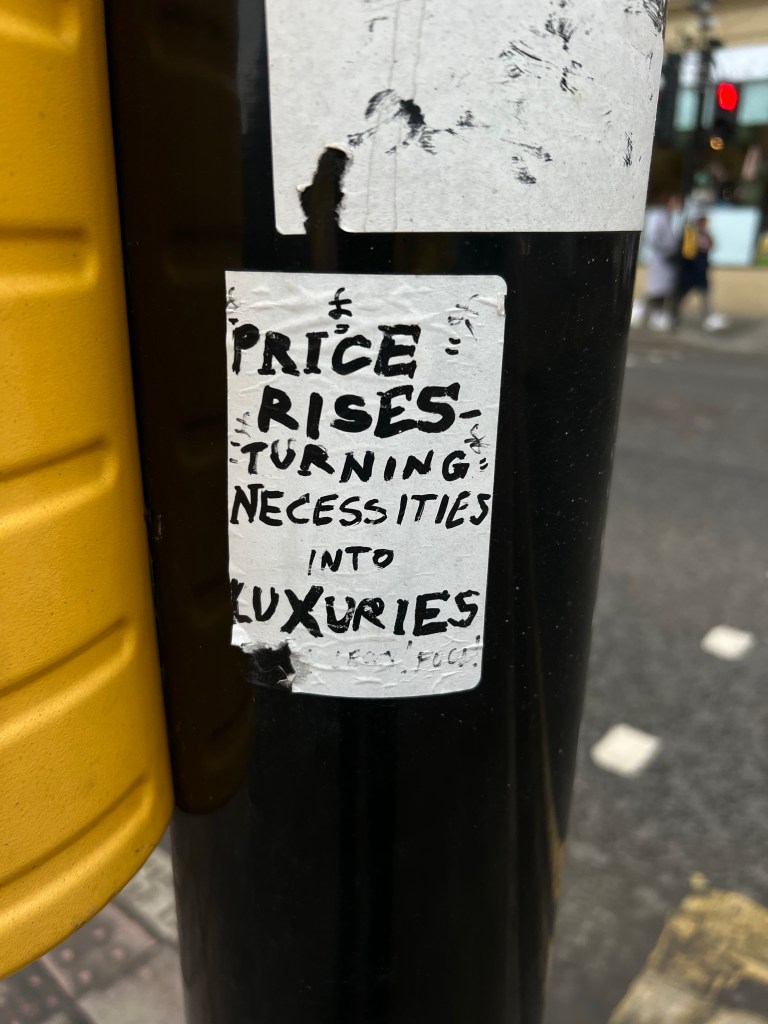 £
PRICE
RISES-
TURNING
NECESSITIES
INTO
LUXURIES